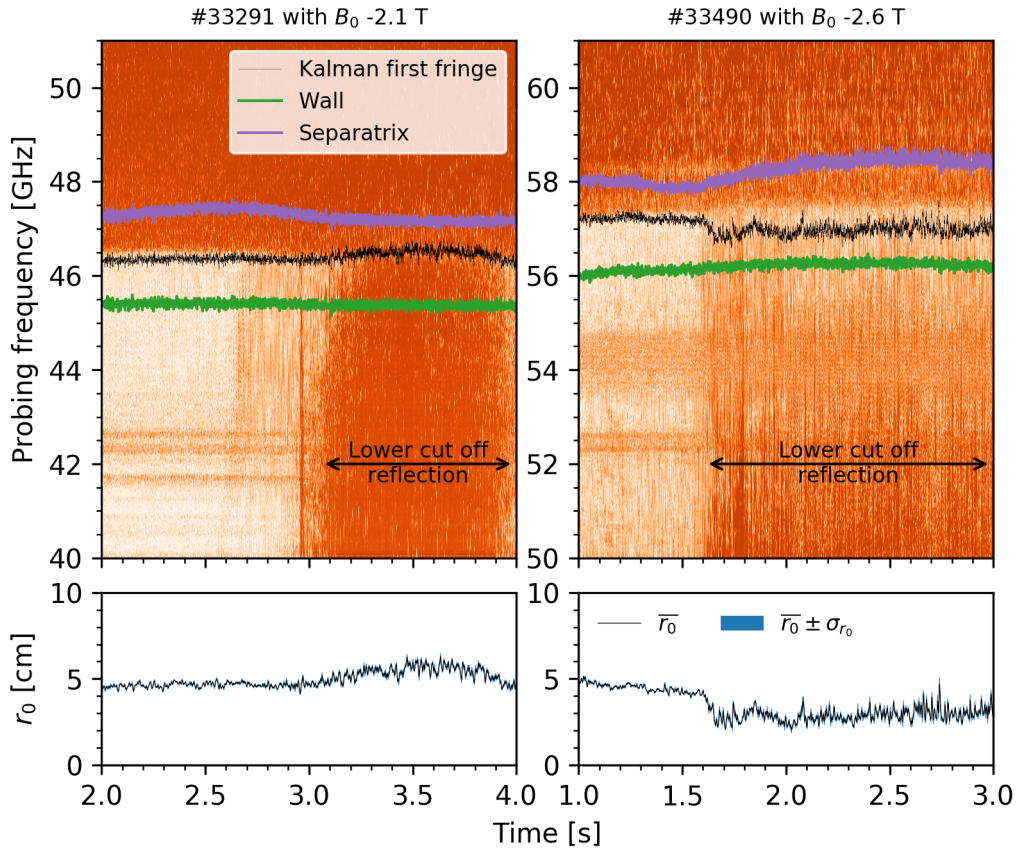 #33291 with B₀ -2.1 T
#33490 with B₀ -2.6 T
Probing frequency [GHz]
50
48
46
44
42
40
Kalman first fringe
Wall
Separatrix
Lower cut off
reflection
60
58
56
54
52
50
Lower cut off
reflection
r₀ [cm]
10
5
0
2.0 2.5 3.0 3.5 4.0
10
5
0
r̅₀
r̅₀ ± σ_r₀
1.0 1.5 2.0 2.5 3.0
Time [s]